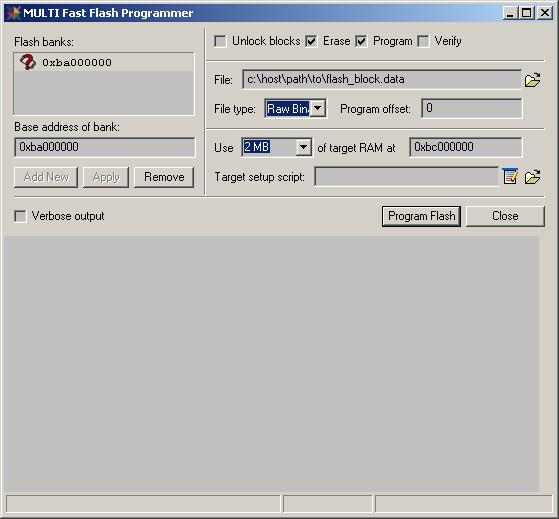 MULTI Fast Flash Programmer
Flash banks:
0xba000000
Base address of bank:
0xba000000
Add New Apply Remove
Unlock blocks Erase Program Verify
File: c:\host\path\to\flash_block.data
File type: Raw Bin Program offset: 0
Use 2 MB of target RAM at 0xbc000000
Target setup script:
Verbose output Program Flash Close